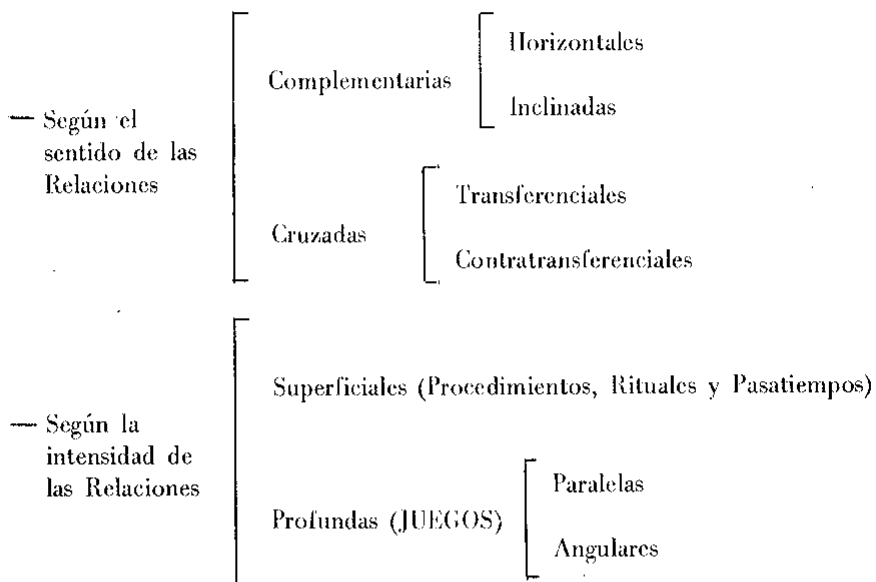 Horizontales
Complementarias
Inclinadas
— Según el
sentido de las
Relaciones
Transferenciales
Cruzadas
Contratransferenciales
Superficiales (Procedimientos, Rituales y Pasatiempos)
— Según la
intensidad de
las Relaciones
Paralelas
Profundas (JUEGOS)
Angulares